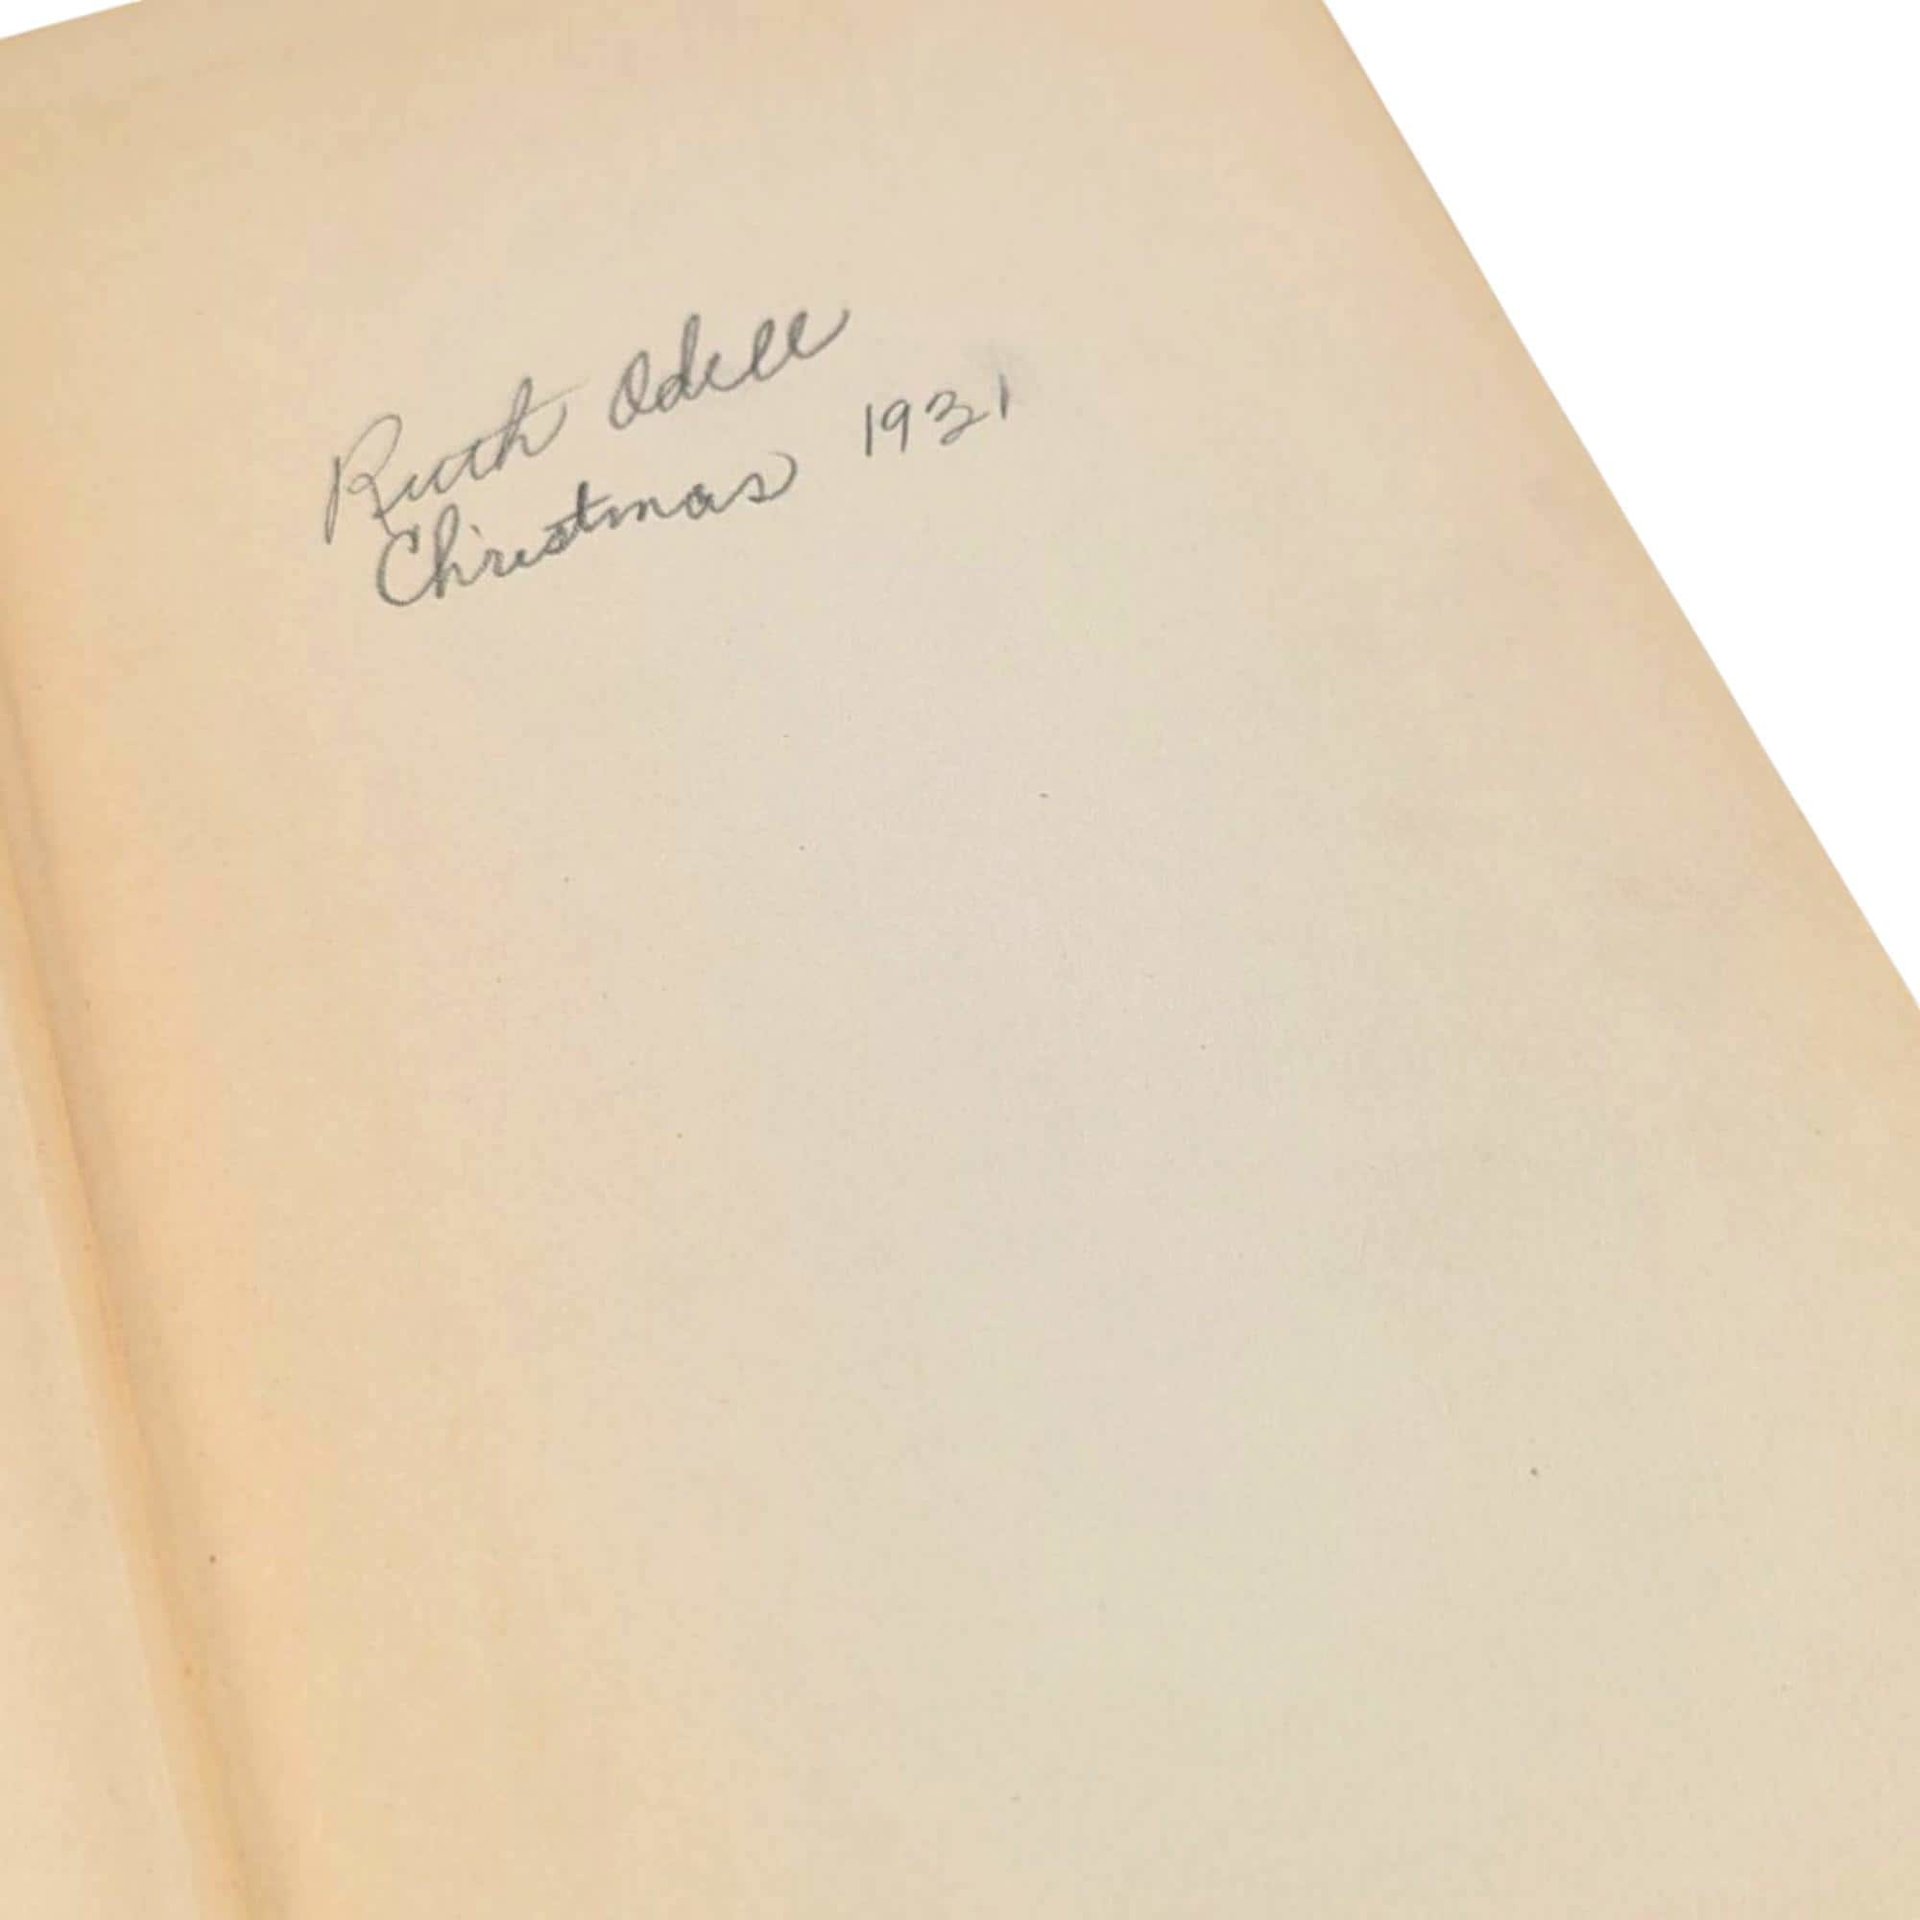 Ruth Odell
Christmas 1931